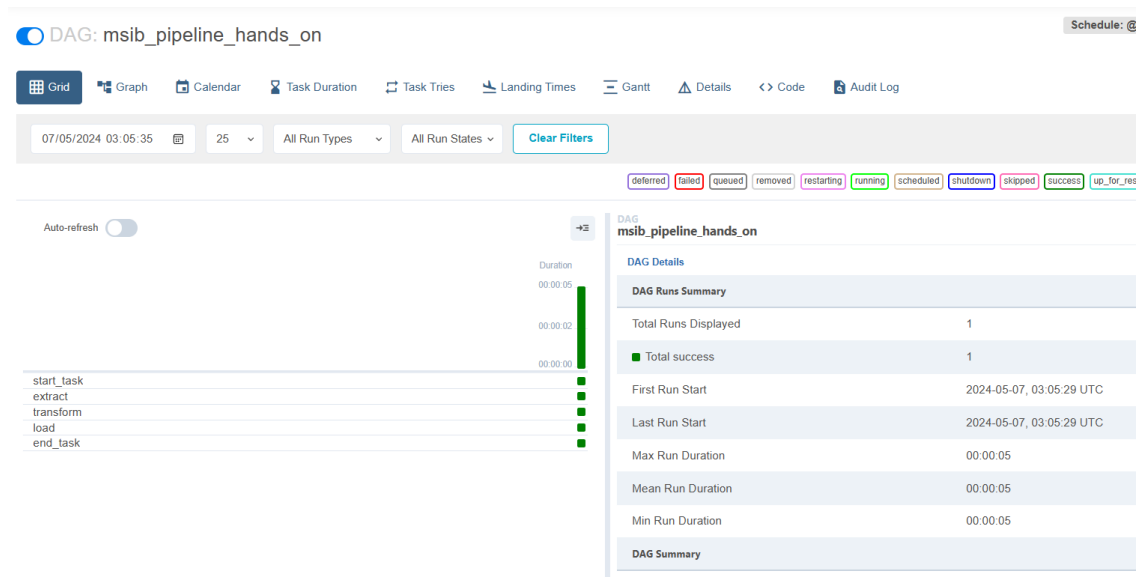 DAG: msib_pipeline_hands_on
Schedule: @
Grid Graph Calendar Task Duration Task Tries Landing Times Gantt Details <> Code Audit Log
07/05/2024 03:05:35 25 All Run Types All Run States Clear Filters
deferred failed queued removed restarting running scheduled shutdown skipped success up_for_res
Auto-refresh
Duration
00:00:05
00:00:02
00:00:00
start_task
extract
transform
load
end_task
DAG
msib_pipeline_hands_on
DAG Details
DAG Runs Summary
Total Runs Displayed 1
Total success 1
First Run Start 2024-05-07, 03:05:29 UTC
Last Run Start 2024-05-07, 03:05:29 UTC
Max Run Duration 00:00:05
Mean Run Duration 00:00:05
Min Run Duration 00:00:05
DAG Summary